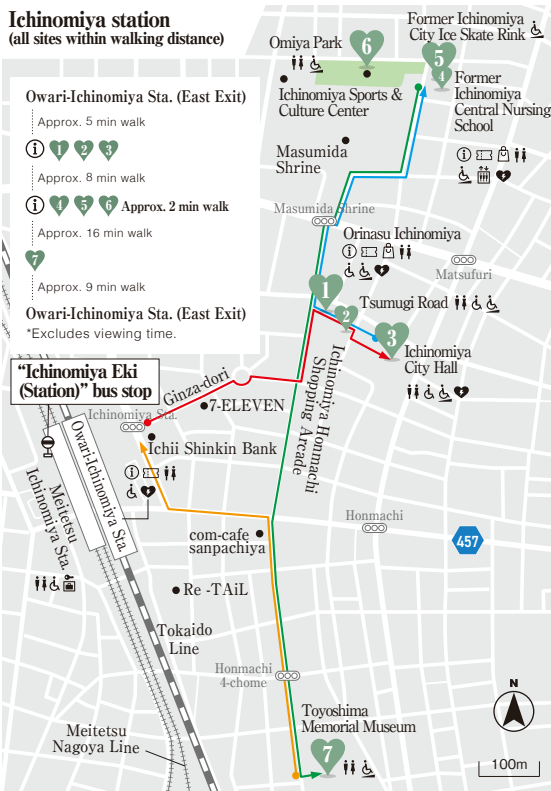 Ichinomiya station
(all sites within walking distance)
Owari-Ichinomiya Sta. (East Exit)
Approx. 5 min walk
i 1 2 3
Approx. 8 min walk
i 4 5 6 Approx. 2 min walk
Approx. 16 min walk
7
Approx. 9 min walk
Owari-Ichinomiya Sta. (East Exit)
*Excludes viewing time.
Former Ichinomiya
City Ice Skate Rink
Omiya Park
6
5
4
Former
Ichinomiya
Central Nursing
School
Ichinomiya Sports &
Culture Center
i
Masumida
Shrine
Masumida Shrine
Orinasu Ichinomiya
i
Matsufuri
1
Tsumugi Road
2
3
Ichinomiya
City Hall
"Ichinomiya Eki
(Station)" bus stop
Ginza-dori
Ichinomiya Honmachi
Shopping Arcade
Ichinomiya Sta.
7-ELEVEN
Ichii Shinkin Bank
i
Owari-Ichinomiya Sta.
Meitetsu
Ichinomiya Sta.
Honmachi
457
com-cafe
sanpachiya
Re -TAiL
Tokaido
Line
Honmachi
4-chome
Toyoshima
Memorial Museum
7
Meitetsu
Nagoya Line
N
100m